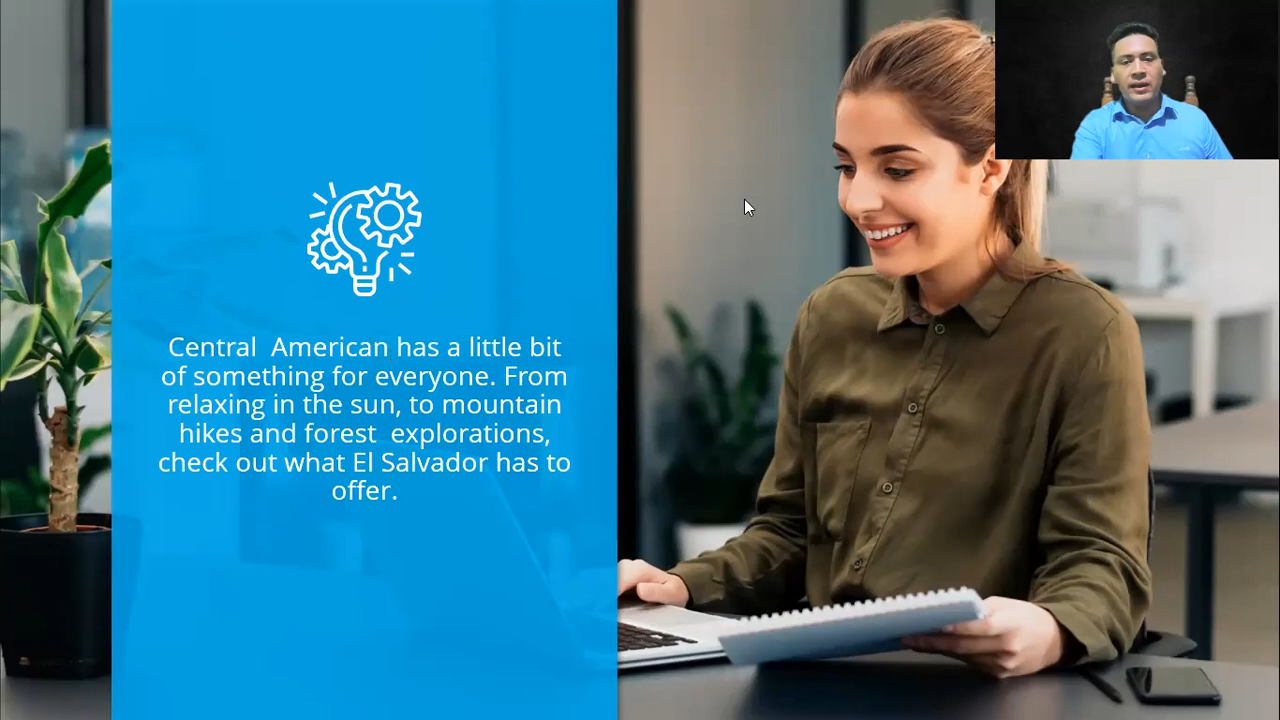 Central  American has a little bit
of something for everyone. From
relaxing in the sun, to mountain
hikes and forest  explorations,
check out what El Salvador has to
offer.